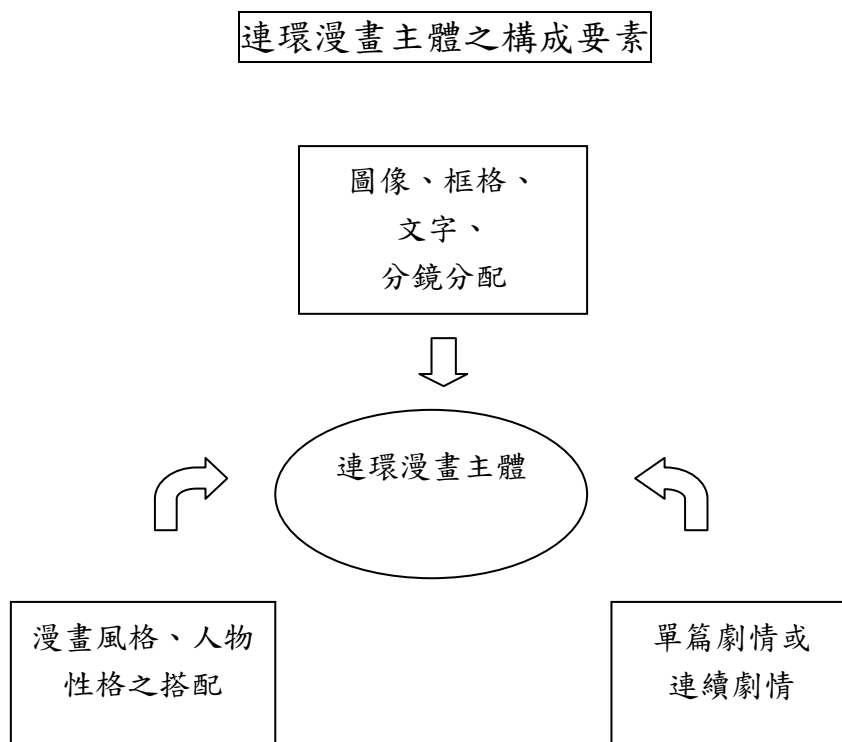 連環漫畫主體之構成要素
圖像、框格、
文字、
分鏡分配
連環漫畫主體
漫畫風格、人物
性格之搭配
單篇劇情或
連續劇情